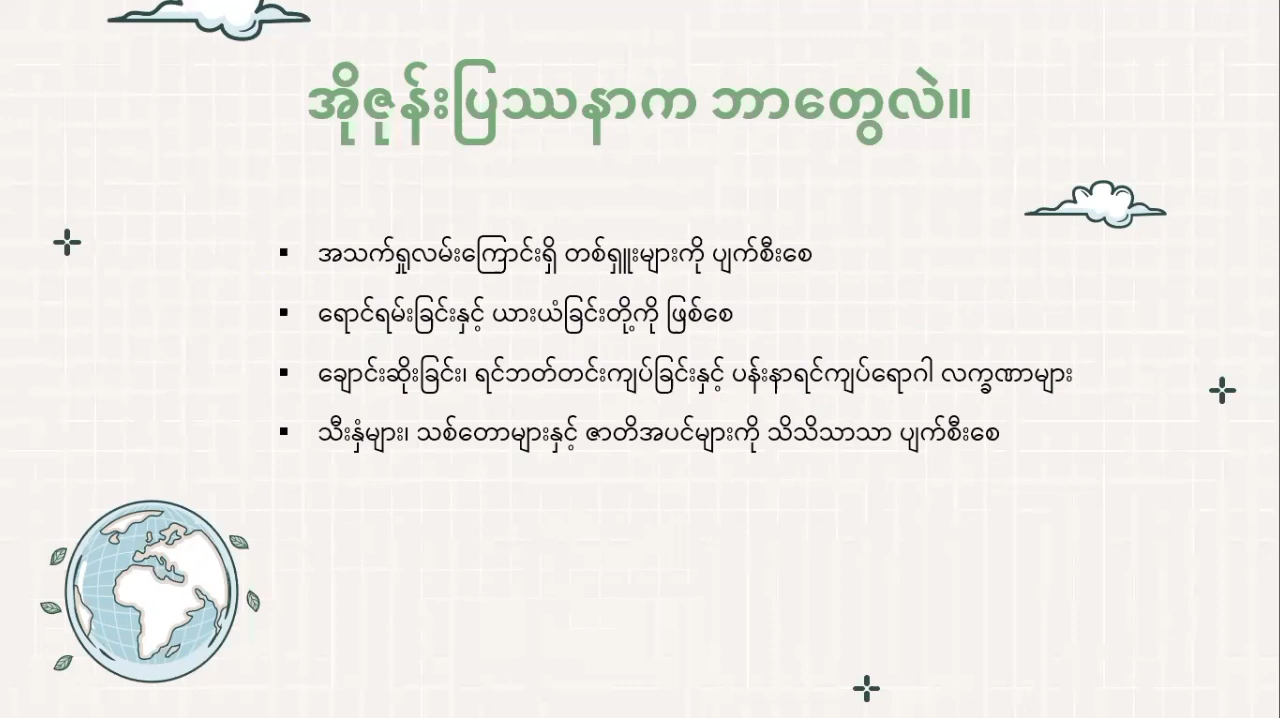 အိုဇုန်းပြဿနာက ဘာတွေလဲ။
▪ အသက်ရှူလမ်းကြောင်းရှိ တစ်ရှူးများကို ပျက်စီးစေ
▪ ရောင်ရမ်းခြင်းနှင့် ယားယံခြင်းတို့ကို ဖြစ်စေ
▪ ချောင်းဆိုးခြင်း၊ ရင်ဘတ်တင်းကျပ်ခြင်းနှင့် ပန်းနာရင်ကျပ်ရောဂါ လက္ခဏာများ
▪ သီးနှံများ၊ သစ်တောများနှင့် ဇာတိအပင်များကို သိသိသာသာ ပျက်စီးစေ